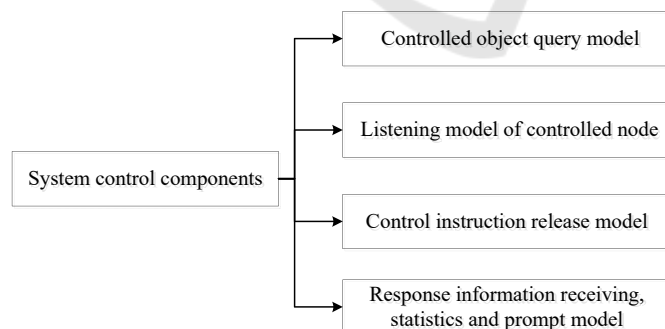 Controlled object query model
Listening model of controlled node
System control components
Control instruction release model
Response information receiving,
statistics and prompt model